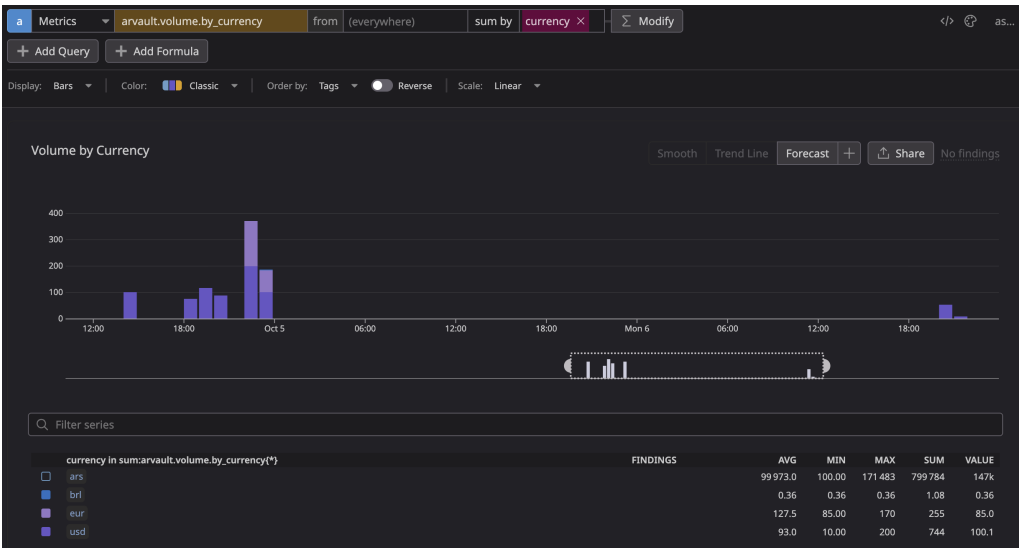 a Metrics arvault.volume.by_currency from (everywhere) sum by currency × Σ Modify </> as...
+ Add Query + Add Formula
Display: Bars Color: Classic Order by: Tags Reverse Scale: Linear
Volume by Currency
Smooth Trend Line Forecast + Share No findings
400
300
200
100
0
12:00 18:00 Oct 5 06:00 12:00 18:00 Mon 6 06:00 12:00 18:00
Filter series
currency in sum:arvault.volume.by_currency{*} FINDINGS AVG MIN MAX SUM VALUE
ars 99 973.0 100.00 171 483 799 784 147k
brl 0.36 0.36 0.36 1.08 0.36
eur 127.5 85.00 170 255 85.0
usd 93.0 10.00 200 744 100.1